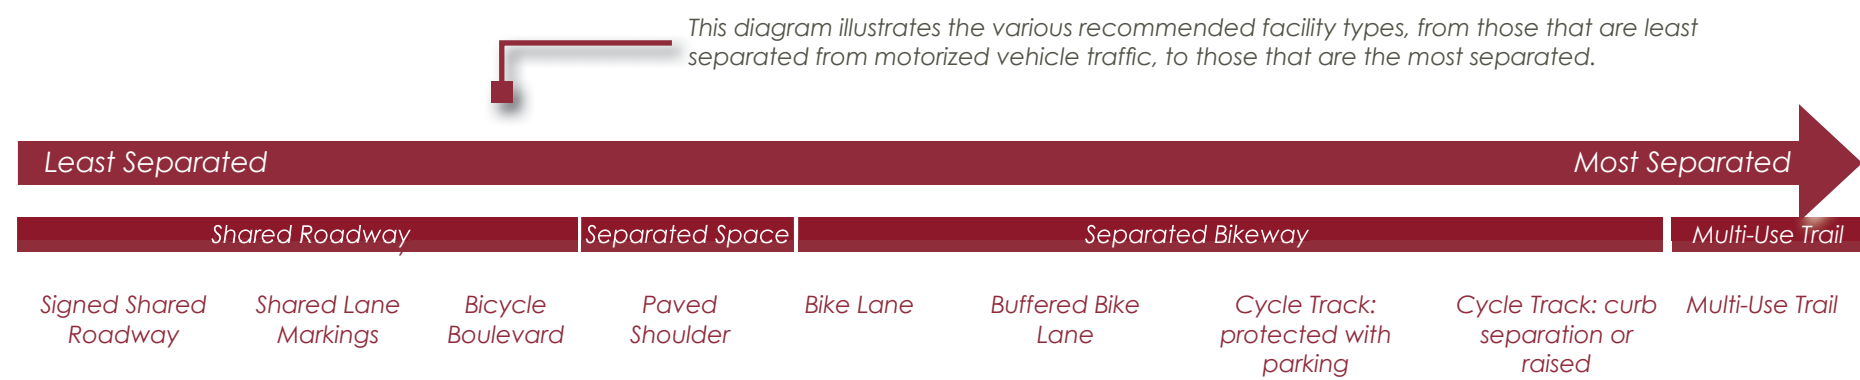 This diagram illustrates the various recommended facility types, from those that are least
separated from motorized vehicle traffic, to those that are the most separated.
Least Separated
Most Separated
Shared Roadway
Separated Space
Separated Bikeway
Multi-Use Trail
Signed Shared
Roadway
Shared Lane
Markings
Bicycle
Boulevard
Paved
Shoulder
Bike Lane
Buffered Bike
Lane
Cycle Track:
protected with
parking
Cycle Track: curb
separation or
raised
Multi-Use Trail